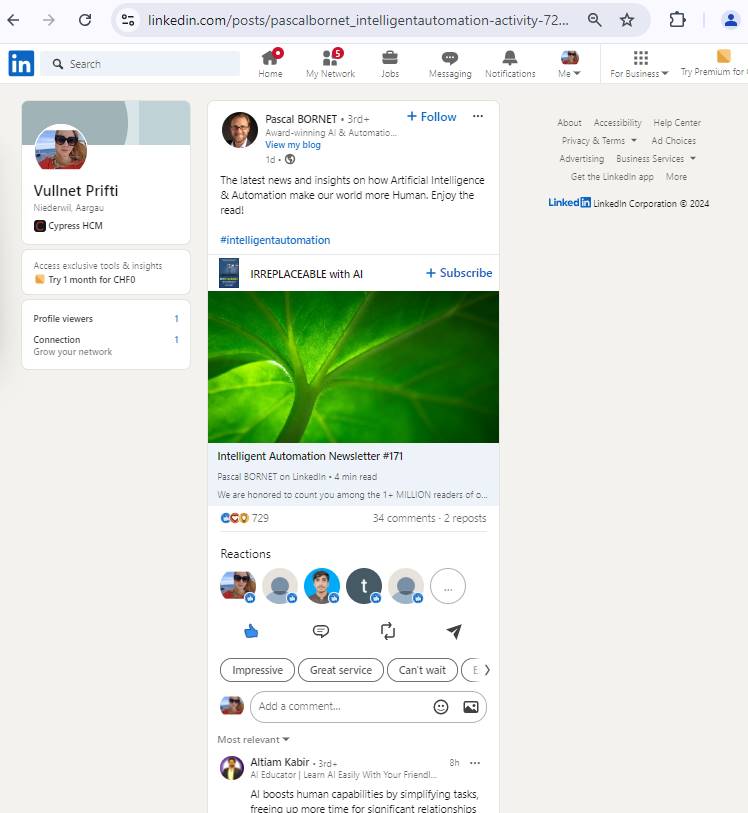 linkedin.com/posts/pascalbornet_intelligentautomation-activity-72...
in
Search
Home
5
My Network
Jobs
Messaging
Notifications
Me
For Business
Try Premium for
Vullnet Prifti
Niederwil, Aargau
Cypress HCM
Access exclusive tools & insights
Try 1 month for CHF0
Profile viewers 1
Connection 1
Grow your network
Pascal BORNET • 3rd+
+ Follow
Award-winning AI & Automatio...
View my blog
1d •
The latest news and insights on how Artificial Intelligence
& Automation make our world more Human. Enjoy the
read!
#intelligentautomation
IRREPLACEABLE with AI
+ Subscribe
Intelligent Automation Newsletter #171
Pascal BORNET on LinkedIn • 4 min read
We are honored to count you among the 1+ MILLION readers of o...
729
34 comments · 2 reposts
Reactions
t
...
Impressive
Great service
Can't wait
Add a comment...
Most relevant
Altiam Kabir • 3rd+
8h
AI Educator | Learn AI Easily With Your Friendl...
AI boosts human capabilities by simplifying tasks,
freeing up more time for significant relationships
About Accessibility Help Center
Privacy & Terms Ad Choices
Advertising Business Services
Get the LinkedIn app More
LinkedIn LinkedIn Corporation © 2024